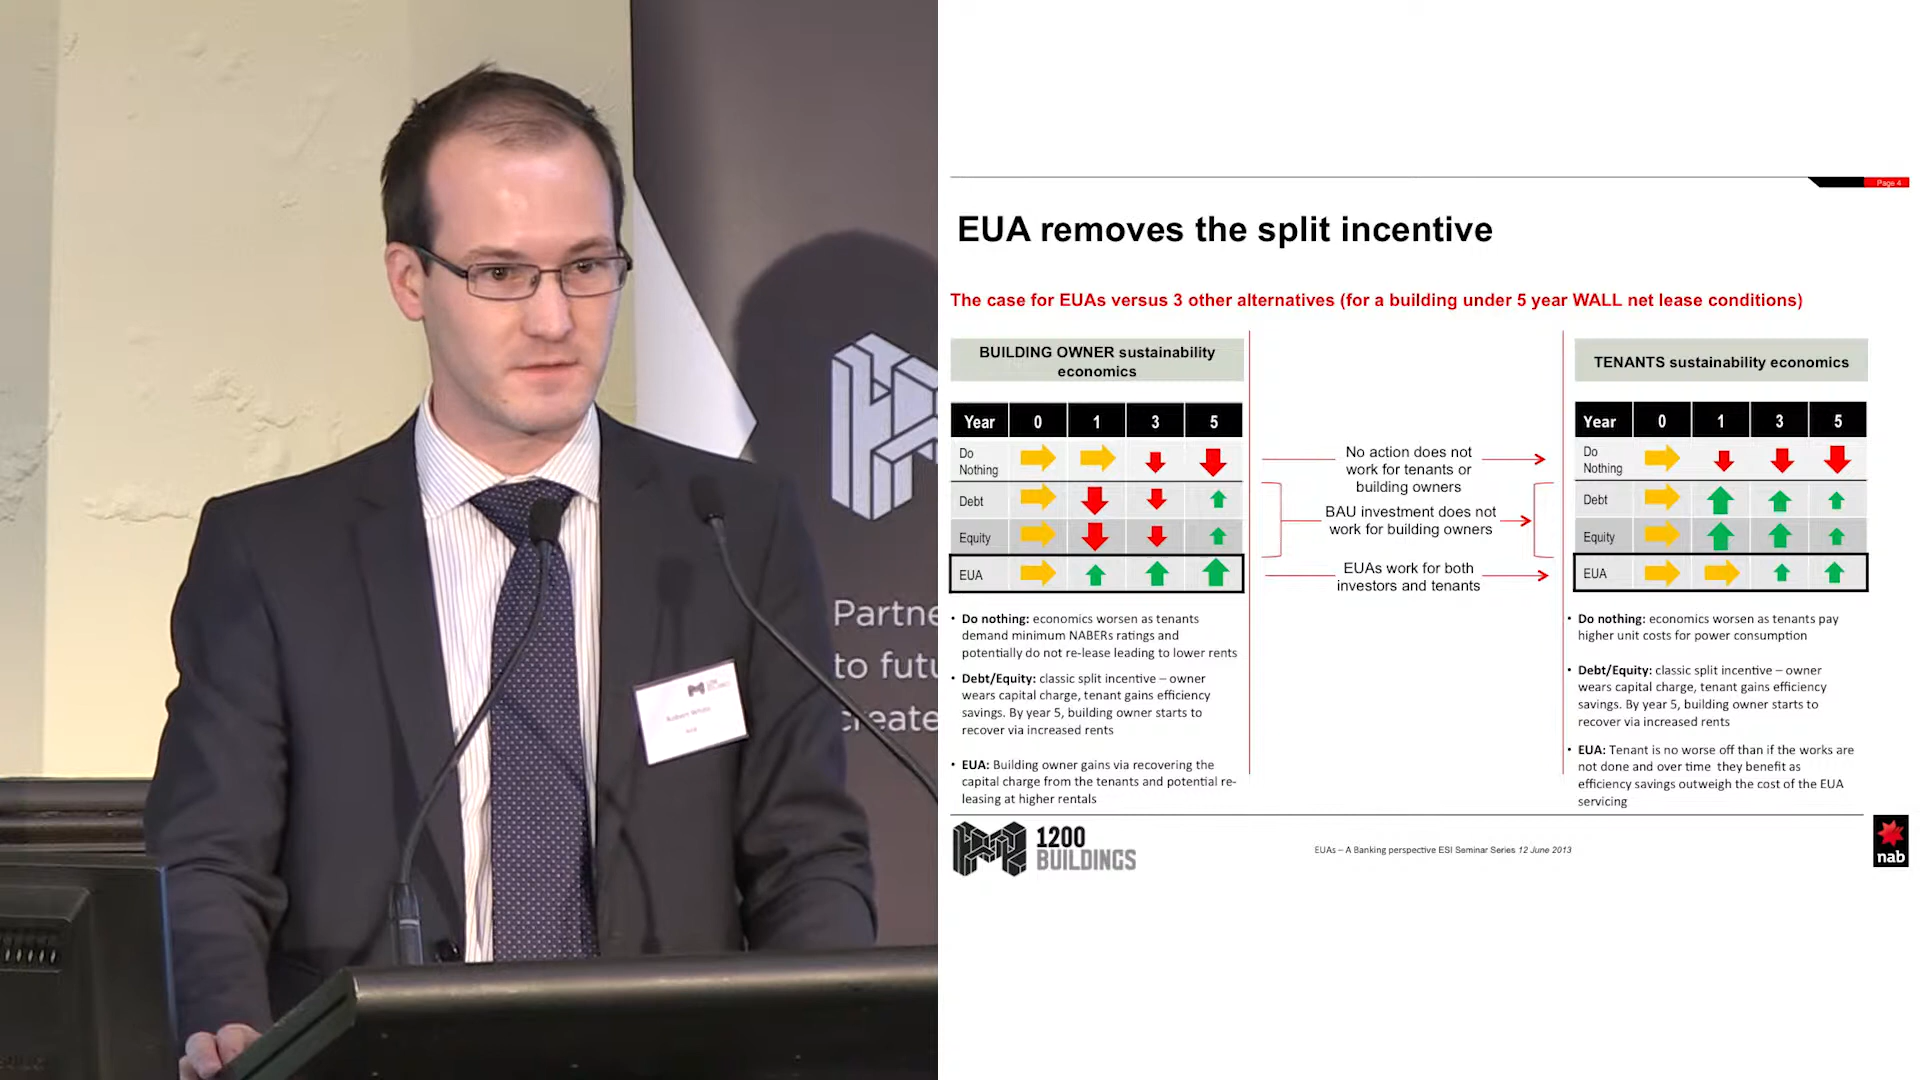 Partne
to futu
create
Page 4
EUA removes the split incentive
The case for EUAs versus 3 other alternatives (for a building under 5 year WALL net lease conditions)
BUILDING OWNER sustainability
economics
Year 0 1 3 5
Do
Nothing
Debt
Equity
EUA
• Do nothing: economics worsen as tenants
demand minimum NABERs ratings and
potentially do not re-lease leading to lower rents
• Debt/Equity: classic split incentive – owner
wears capital charge, tenant gains efficiency
savings. By year 5, building owner starts to
recover via increased rents
• EUA: Building owner gains via recovering the
capital charge from the tenants and potential re-
leasing at higher rentals
No action does not
work for tenants or
building owners
BAU investment does not
work for building owners
EUAs work for both
investors and tenants
TENANTS sustainability economics
Year 0 1 3 5
Do
Nothing
Debt
Equity
EUA
• Do nothing: economics worsen as tenants pay
higher unit costs for power consumption
• Debt/Equity: classic split incentive – owner
wears capital charge, tenant gains efficiency
savings. By year 5, building owner starts to
recover via increased rents
• EUA: Tenant is no worse off than if the works are
not done and over time they benefit as
efficiency savings outweigh the cost of the EUA
servicing
1200
BUILDINGS
EUAs – A Banking perspective ESI Seminar Series 12 June 2013
nab